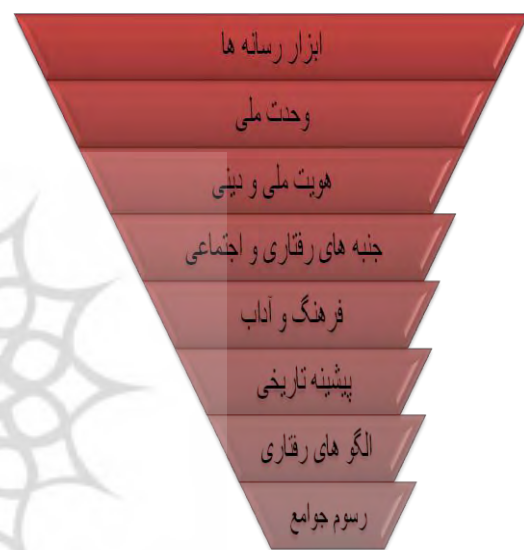 ابزار رسانه ها
وحدت ملی
هویت ملی و دینی
جنبه های رفتاری و اجتماعی
فرهنگ و آداب
پیشینه تاریخی
الگو های رفتاری
رسوم جوامع